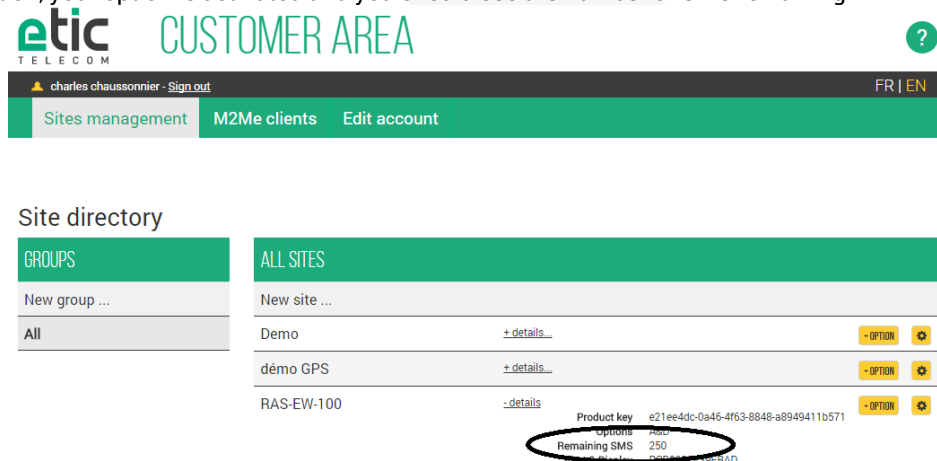 etic
TELECOM
CUSTOMER AREA
?
charles chaussonnier - Sign out
FR | EN
Sites management M2Me clients Edit account
Site directory
GROUPS
New group ...
All
ALL SITES
New site ...
Demo + details... - OPTION
démo GPS + details... - OPTION
RAS-EW-100 - details - OPTION
Product key e21ee4dc-0a46-4f63-8848-a8949411b571
Options A&D
Remaining SMS 250